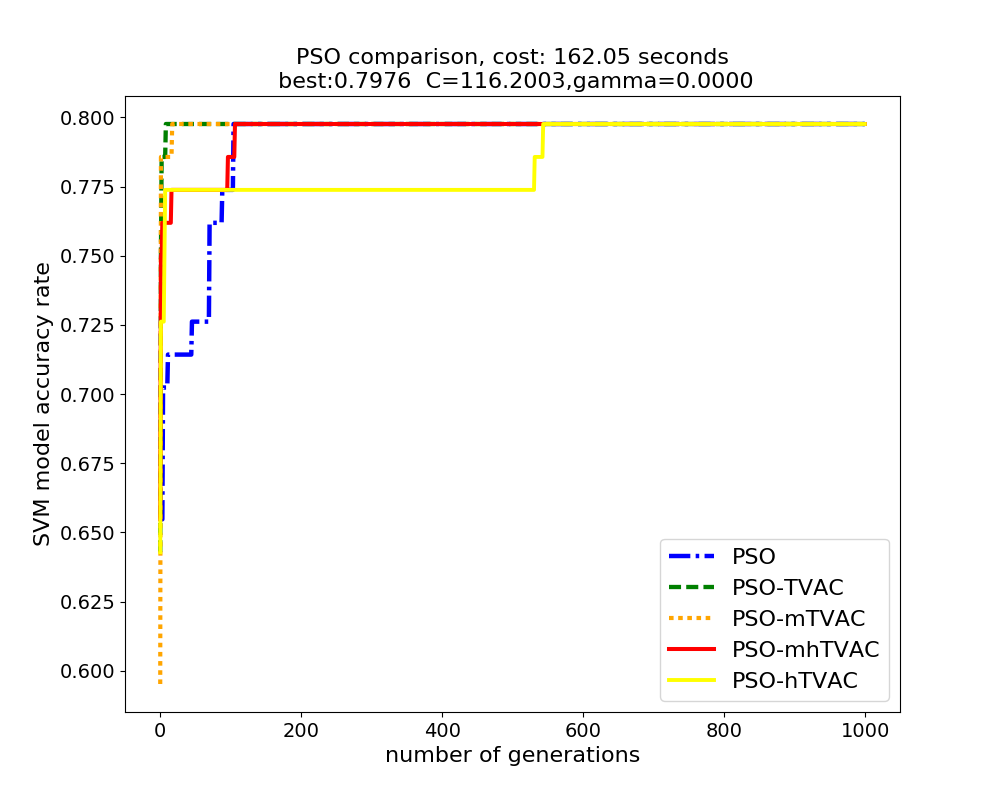 PSO comparison, cost: 162.05 seconds
best:0.7976  C=116.2003,gamma=0.0000
0.800
0.775
0.750
0.725
0.700
0.675
0.650
0.625
0.600
SVM model accuracy rate
PSO
PSO-TVAC
PSO-mTVAC
PSO-mhTVAC
PSO-hTVAC
0 200 400 600 800 1000
number of generations